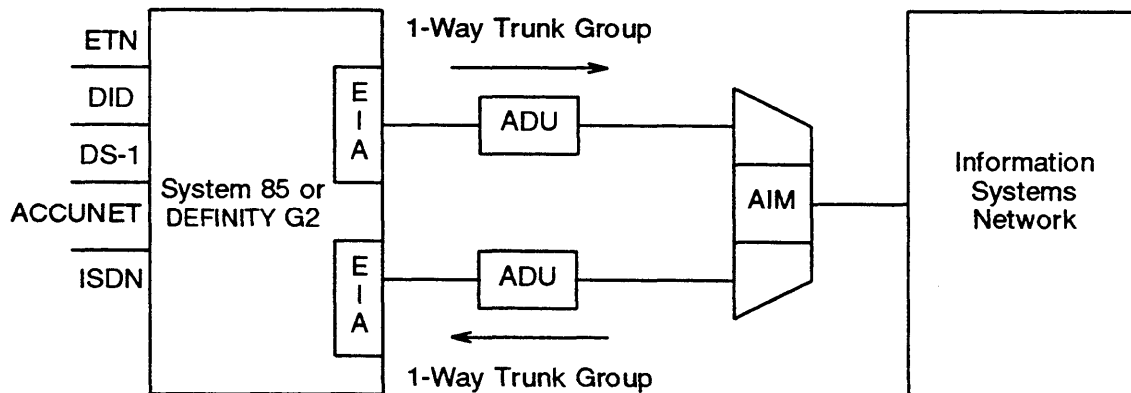 ETN
DID
DS-1
ACCUNET
ISDN
System 85 or
DEFINITY G2
E
I
A
E
I
A
1-Way Trunk Group
ADU
ADU
1-Way Trunk Group
AIM
Information
Systems
Network